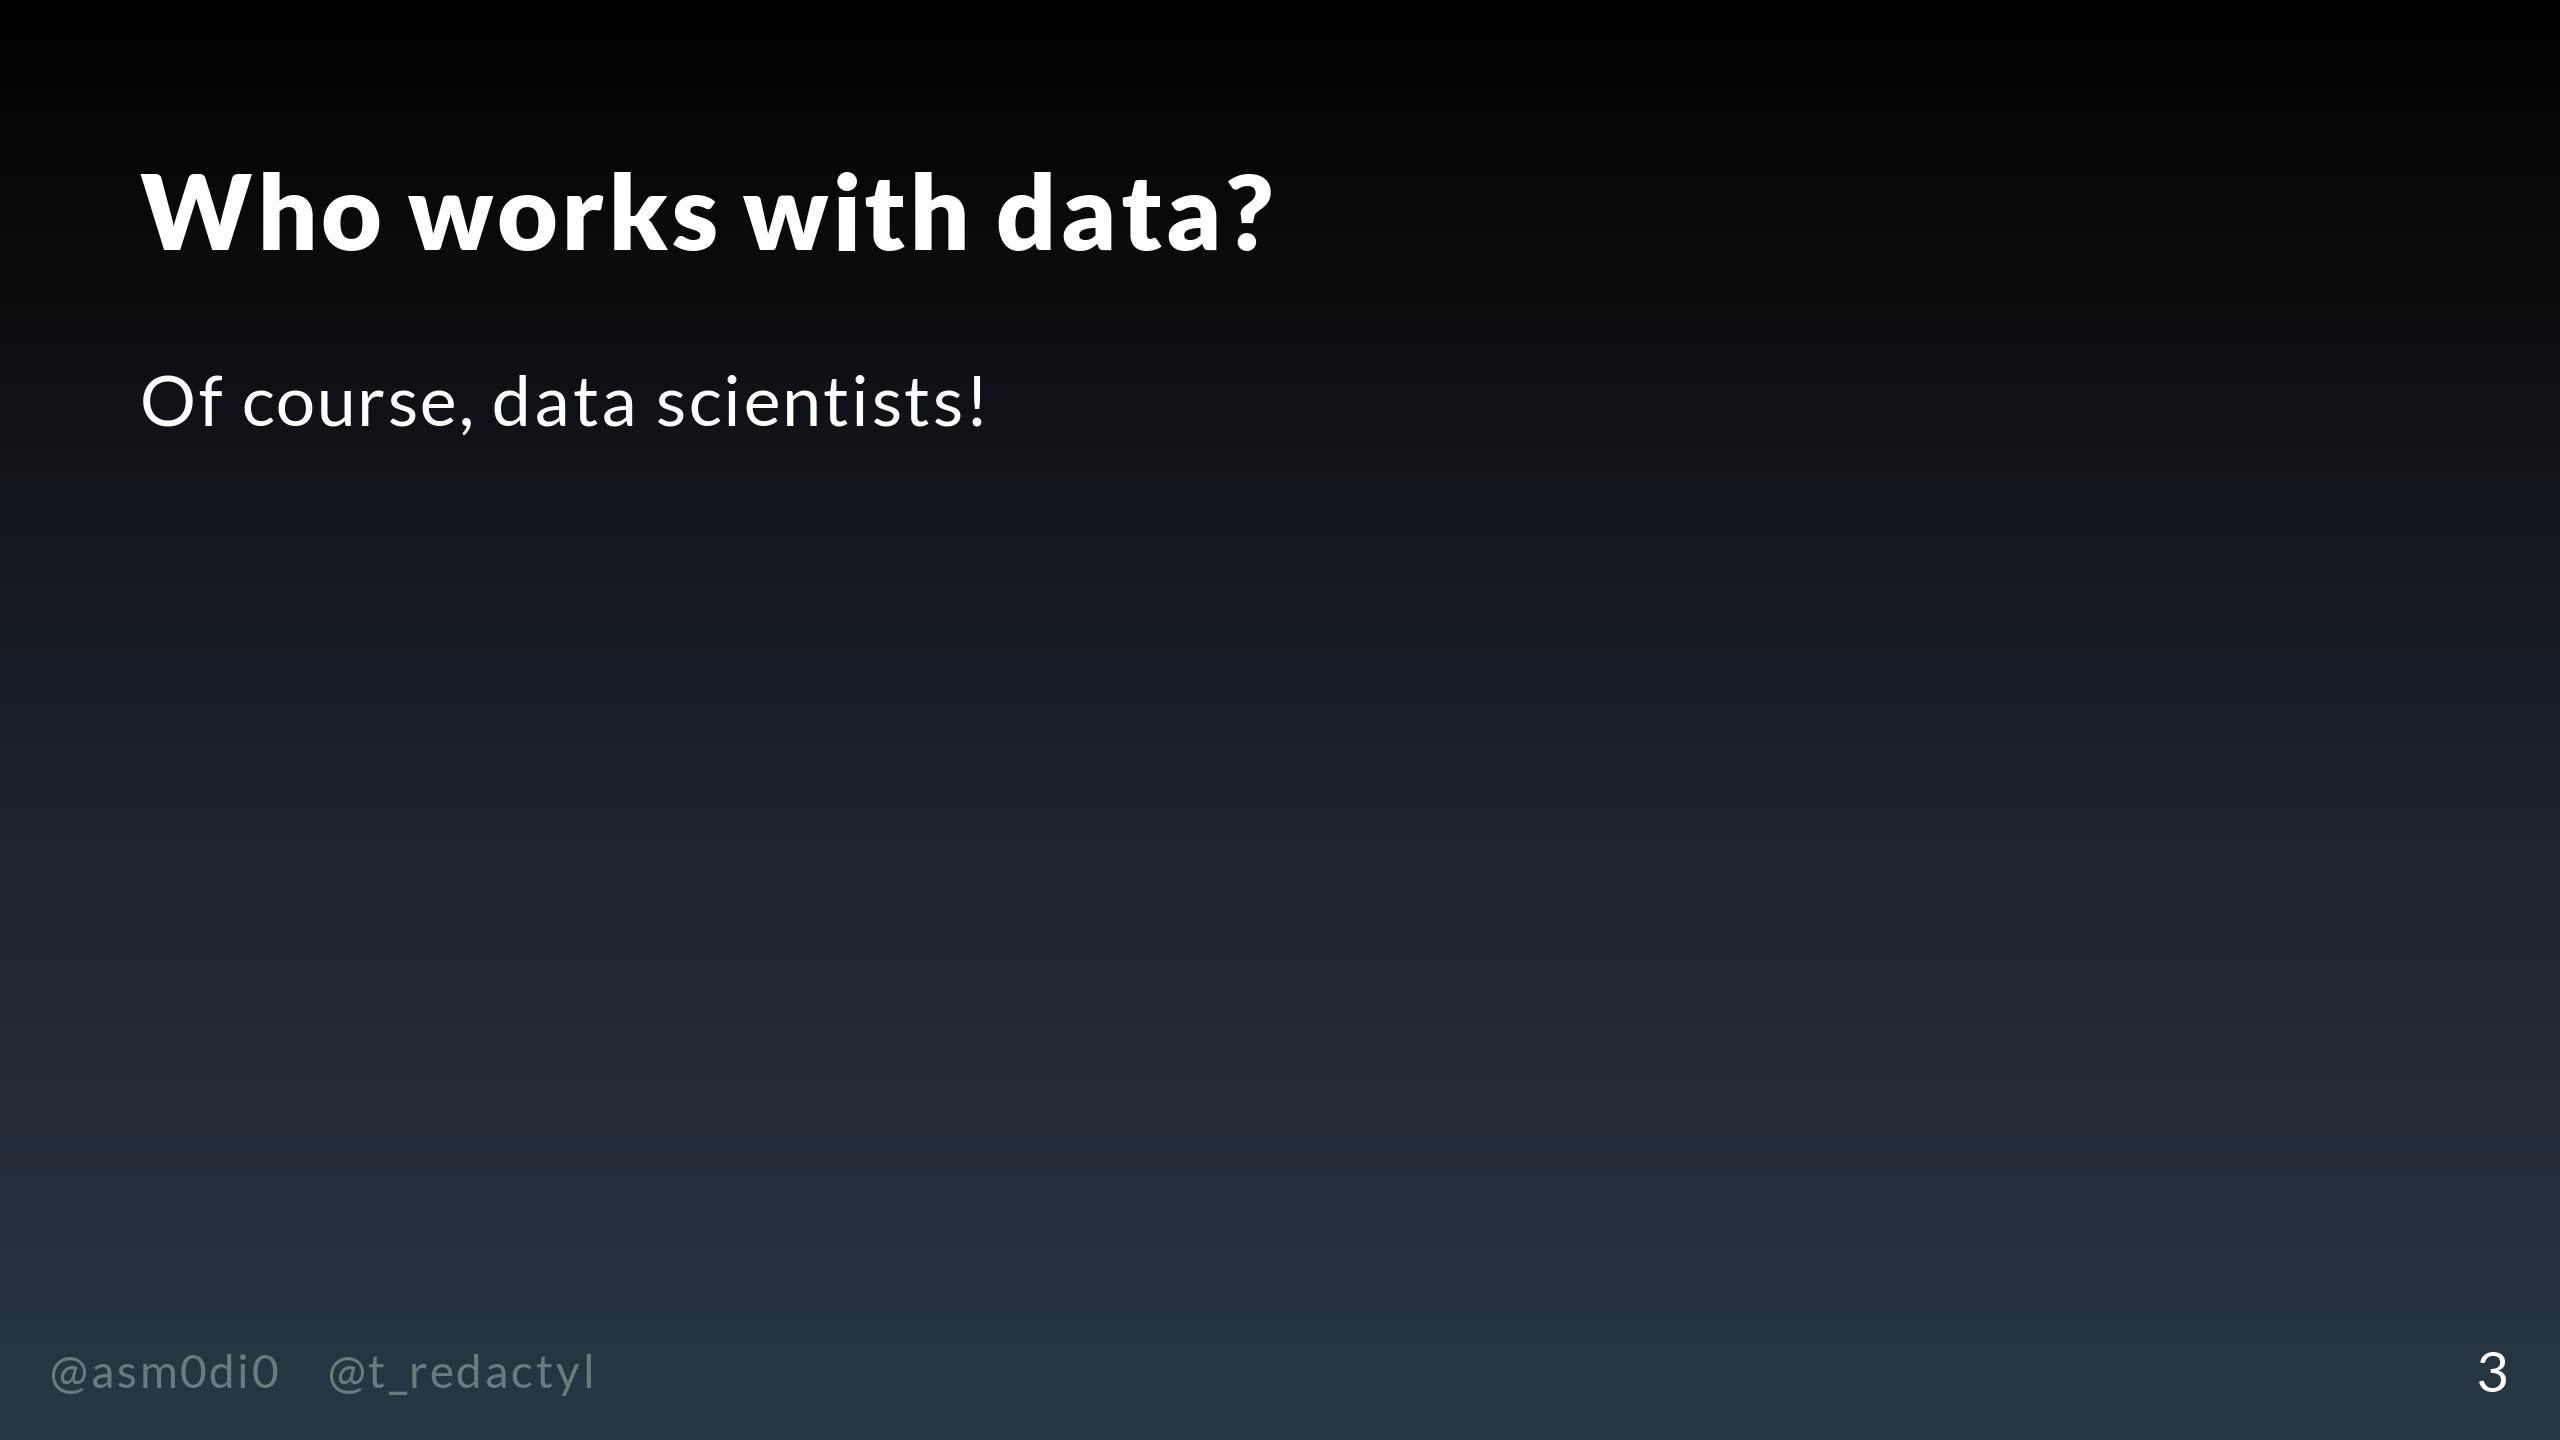 Who works with data?
Of course, data scientists!
@asm0di0 @t_redactyl
3